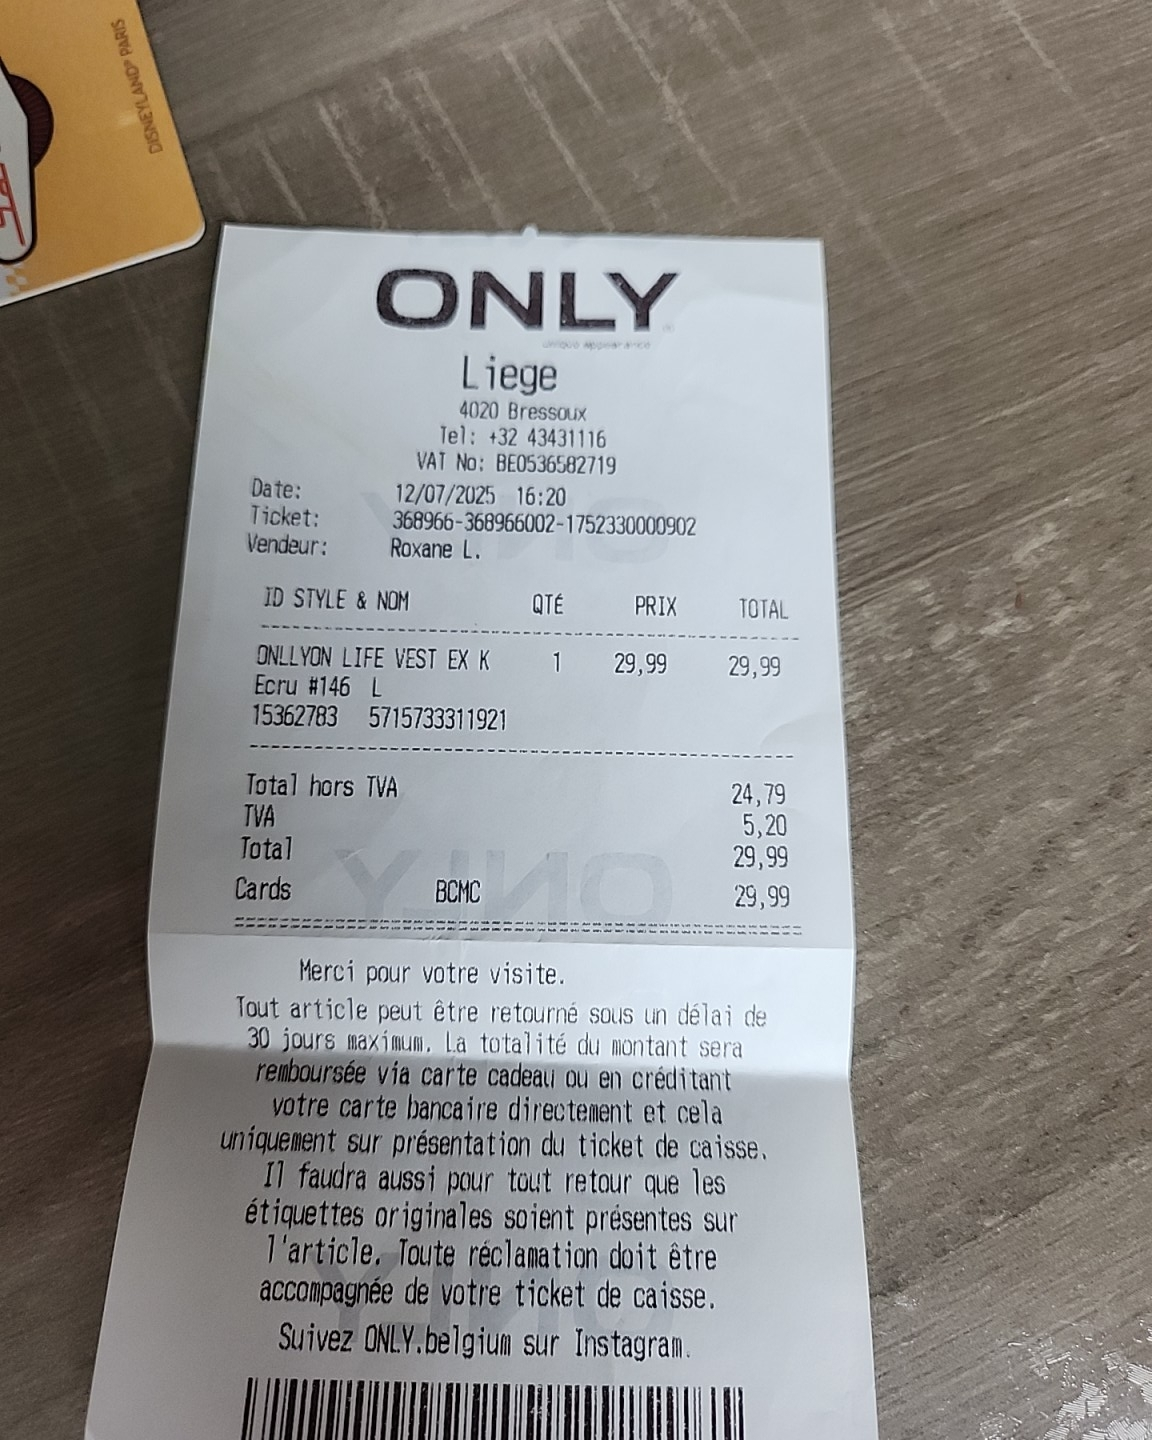 DISNEYLAND® PARIS
ONLY
unique appearance
Liege
4020 Bressoux
Tel: +32 43431116
VAT No: BE0536582719
Date: 12/07/2025 16:20
Ticket: 368966-368966002-1752330000902
Vendeur: Roxane L.
ID STYLE & NOM QTÉ PRIX TOTAL
ONLLYON LIFE VEST EX K 1 29,99 29,99
Ecru #146 L
15362783 5715733311921
Total hors TVA 24,79
TVA 5,20
Total 29,99
Cards BCMC 29,99
Merci pour votre visite.
Tout article peut être retourné sous un délai de
30 jours maximum. La totalité du montant sera
remboursée via carte cadeau ou en créditant
votre carte bancaire directement et cela
uniquement sur présentation du ticket de caisse.
Il faudra aussi pour tout retour que les
étiquettes originales soient présentes sur
l'article. Toute réclamation doit être
accompagnée de votre ticket de caisse.
Suivez ONLY.belgium sur Instagram.